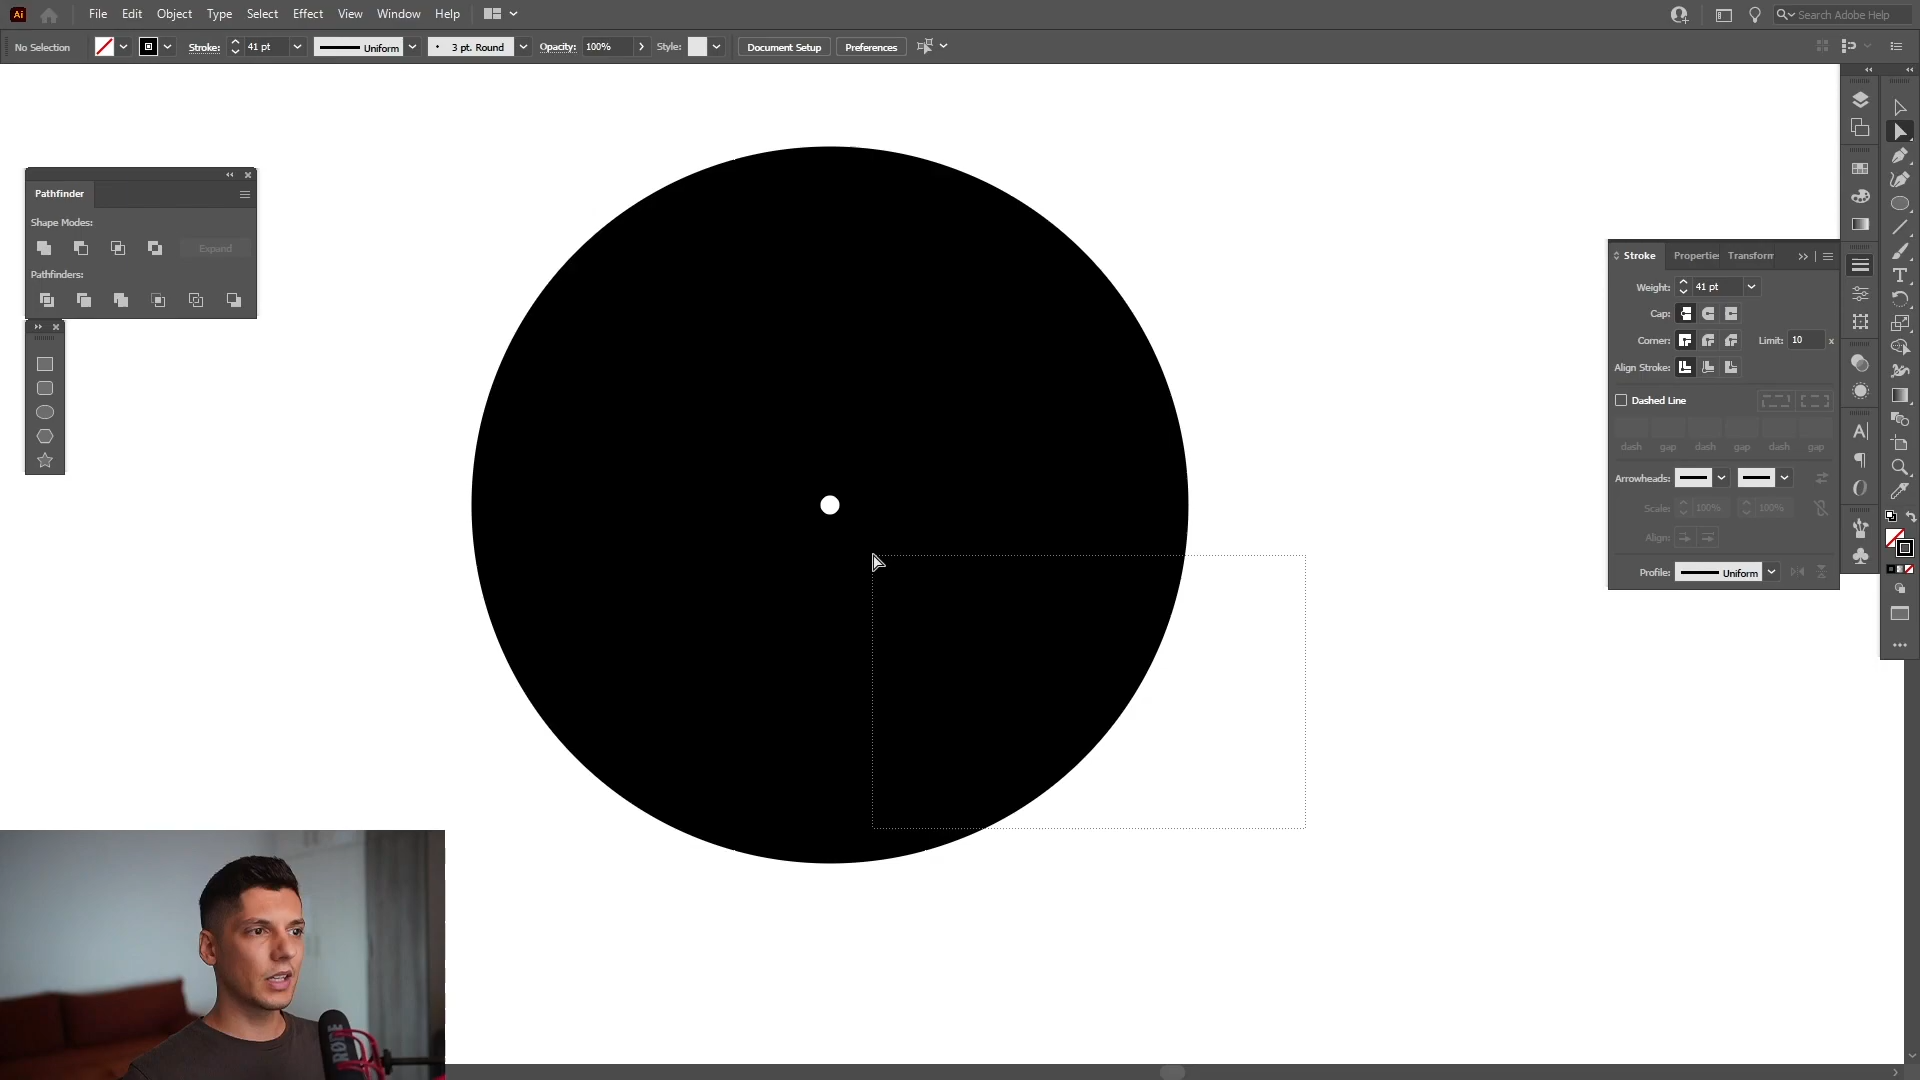 Ai File Edit Object Type Select Effect View Window Help Search Adobe Help
No Selection Stroke: 41 pt Uniform 3 pt. Round Opacity: 100% Style: Document Setup Preferences
Pathfinder
Shape Modes:
Expand
Pathfinders:
Stroke Properties Transform
Weight: 41 pt
Cap:
Corner: Limit: 10 x
Align Stroke:
Dashed Line
dash gap dash gap dash gap
Arrowheads:
Scale: 100% 100%
Align:
Profile: Uniform
RØDE